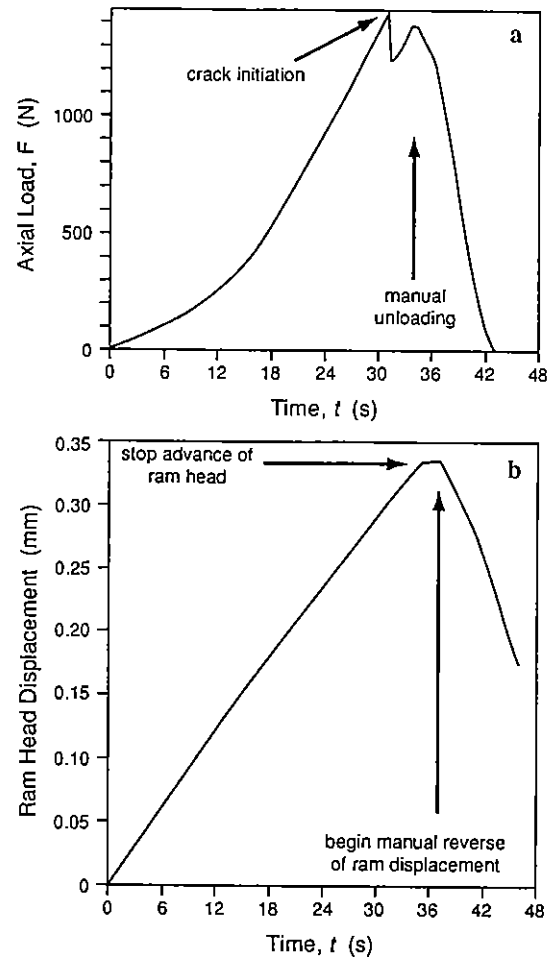 a
crack initiation
Axial Load, F (N)
1000
500
0
manual
unloading
0 6 12 18 24 30 36 42 48
Time, t (s)
b
stop advance of
ram head
Ram Head Displacement (mm)
0.35
0.30
0.25
0.20
0.15
0.10
0.05
0
begin manual reverse
of ram displacement
0 6 12 18 24 30 36 42 48
Time, t (s)